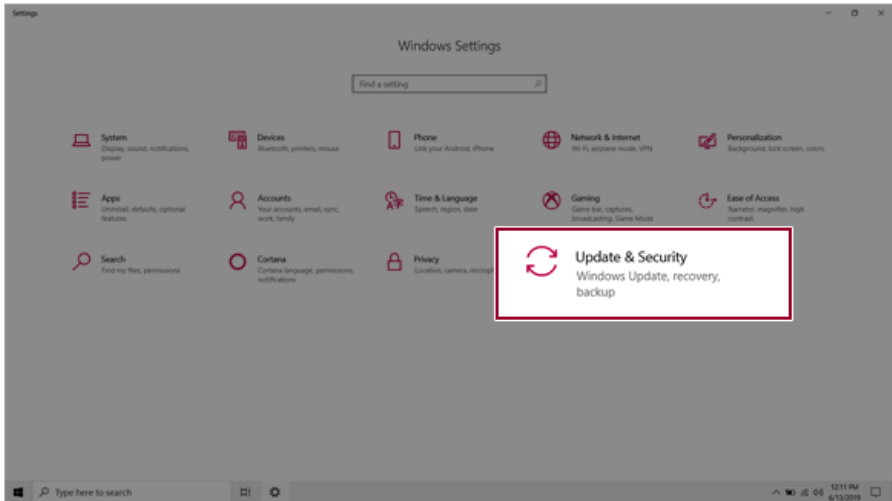 Settings
Windows Settings
Find a setting
System
Display, sound, notifications,
power
Devices
Bluetooth, printers, mouse
Phone
Link your Android, iPhone
Network & Internet
Wi-Fi, airplane mode, VPN
Personalization
Background, lock screen, colors
Apps
Uninstall, defaults, optional
features
Accounts
Your accounts, email, sync,
work, family
Time & Language
Speech, region, date
Gaming
Game bar, captures,
broadcasting, Game Mode
Ease of Access
Narrator, magnifier, high
contrast
Search
Find my files, permissions
Cortana
Cortana language, permissions,
notifications
Privacy
Location, camera,
Update & Security
Windows Update, recovery,
backup
Type here to search
12:11 PM
6/13/2019